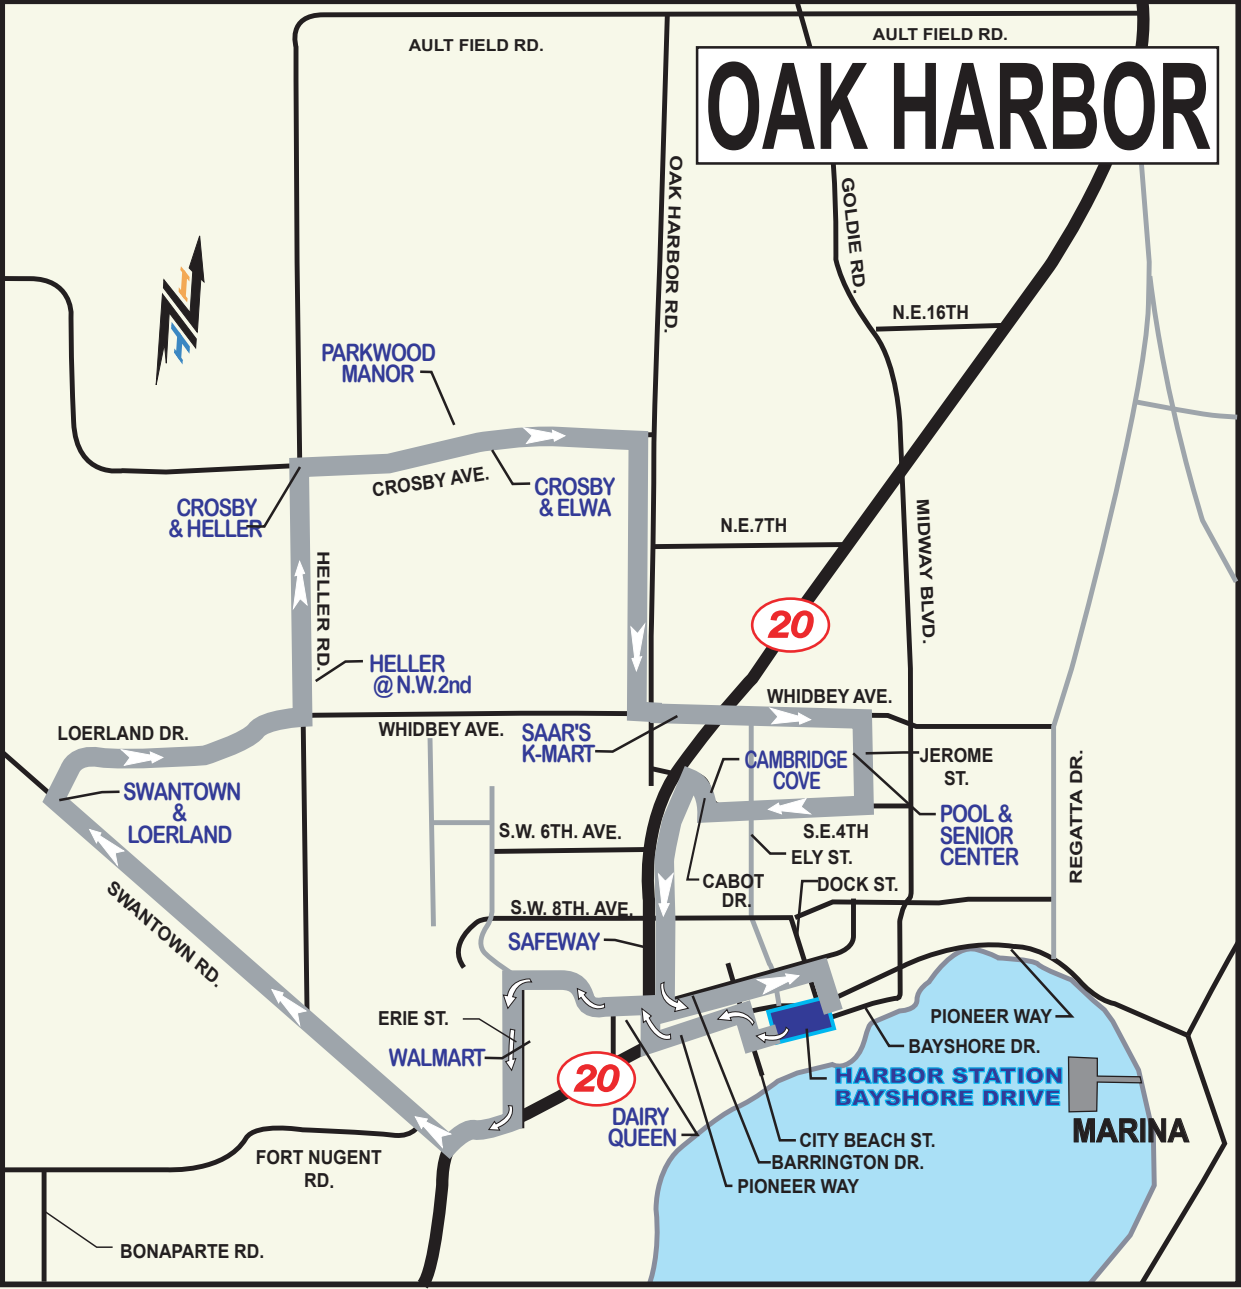 AULT FIELD RD.
AULT FIELD RD.
OAK HARBOR
OAK HARBOR RD.
GOLDIE RD.
N.E.16TH
PARKWOOD
MANOR
CROSBY AVE.
CROSBY
& HELLER
CROSBY
& ELWA
N.E.7TH
MIDWAY BLVD.
HELLER RD.
20
HELLER
@ N.W.2nd
WHIDBEY AVE.
LOERLAND DR.
WHIDBEY AVE.
SAAR'S
K-MART
CAMBRIDGE
COVE
JEROME
ST.
REGATTA DR.
SWANTOWN
&
LOERLAND
POOL &
SENIOR
CENTER
S.W. 6TH. AVE.
S.E.4TH
ELY ST.
CABOT
DR.
DOCK ST.
SWANTOWN RD.
S.W. 8TH. AVE.
SAFEWAY
ERIE ST.
WALMART
PIONEER WAY
BAYSHORE DR.
20
HARBOR STATION
BAYSHORE DRIVE
MARINA
DAIRY
QUEEN
CITY BEACH ST.
BARRINGTON DR.
PIONEER WAY
FORT NUGENT
RD.
BONAPARTE RD.